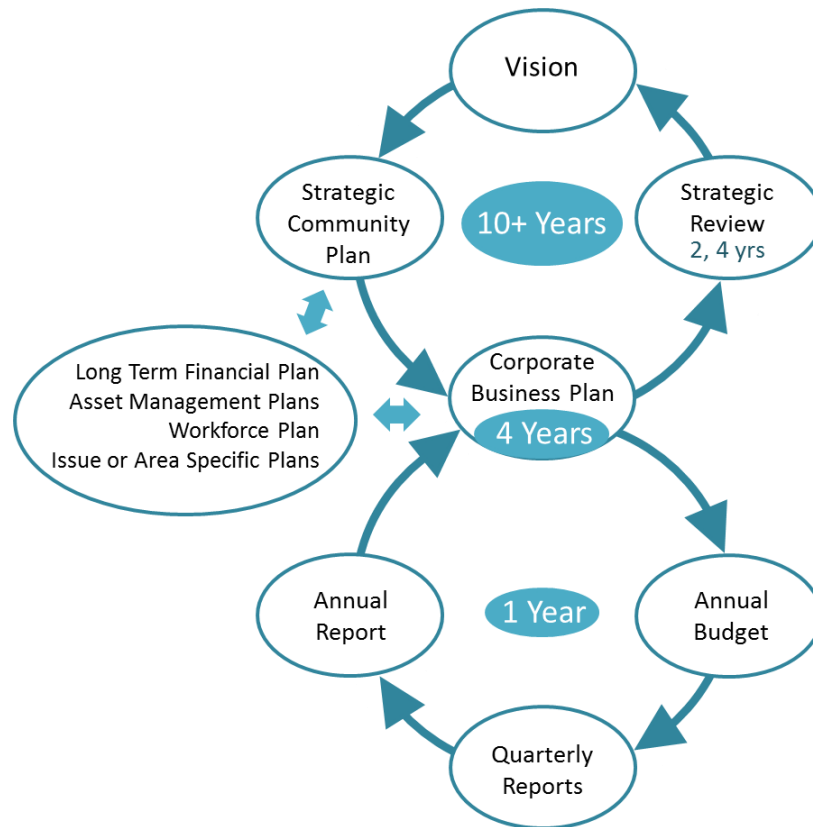 Vision
Strategic
Community
Plan
10+ Years
Strategic
Review
2, 4 yrs
Long Term Financial Plan
Asset Management Plans
Workforce Plan
Issue or Area Specific Plans
Corporate
Business Plan
4 Years
Annual
Report
1 Year
Annual
Budget
Quarterly
Reports